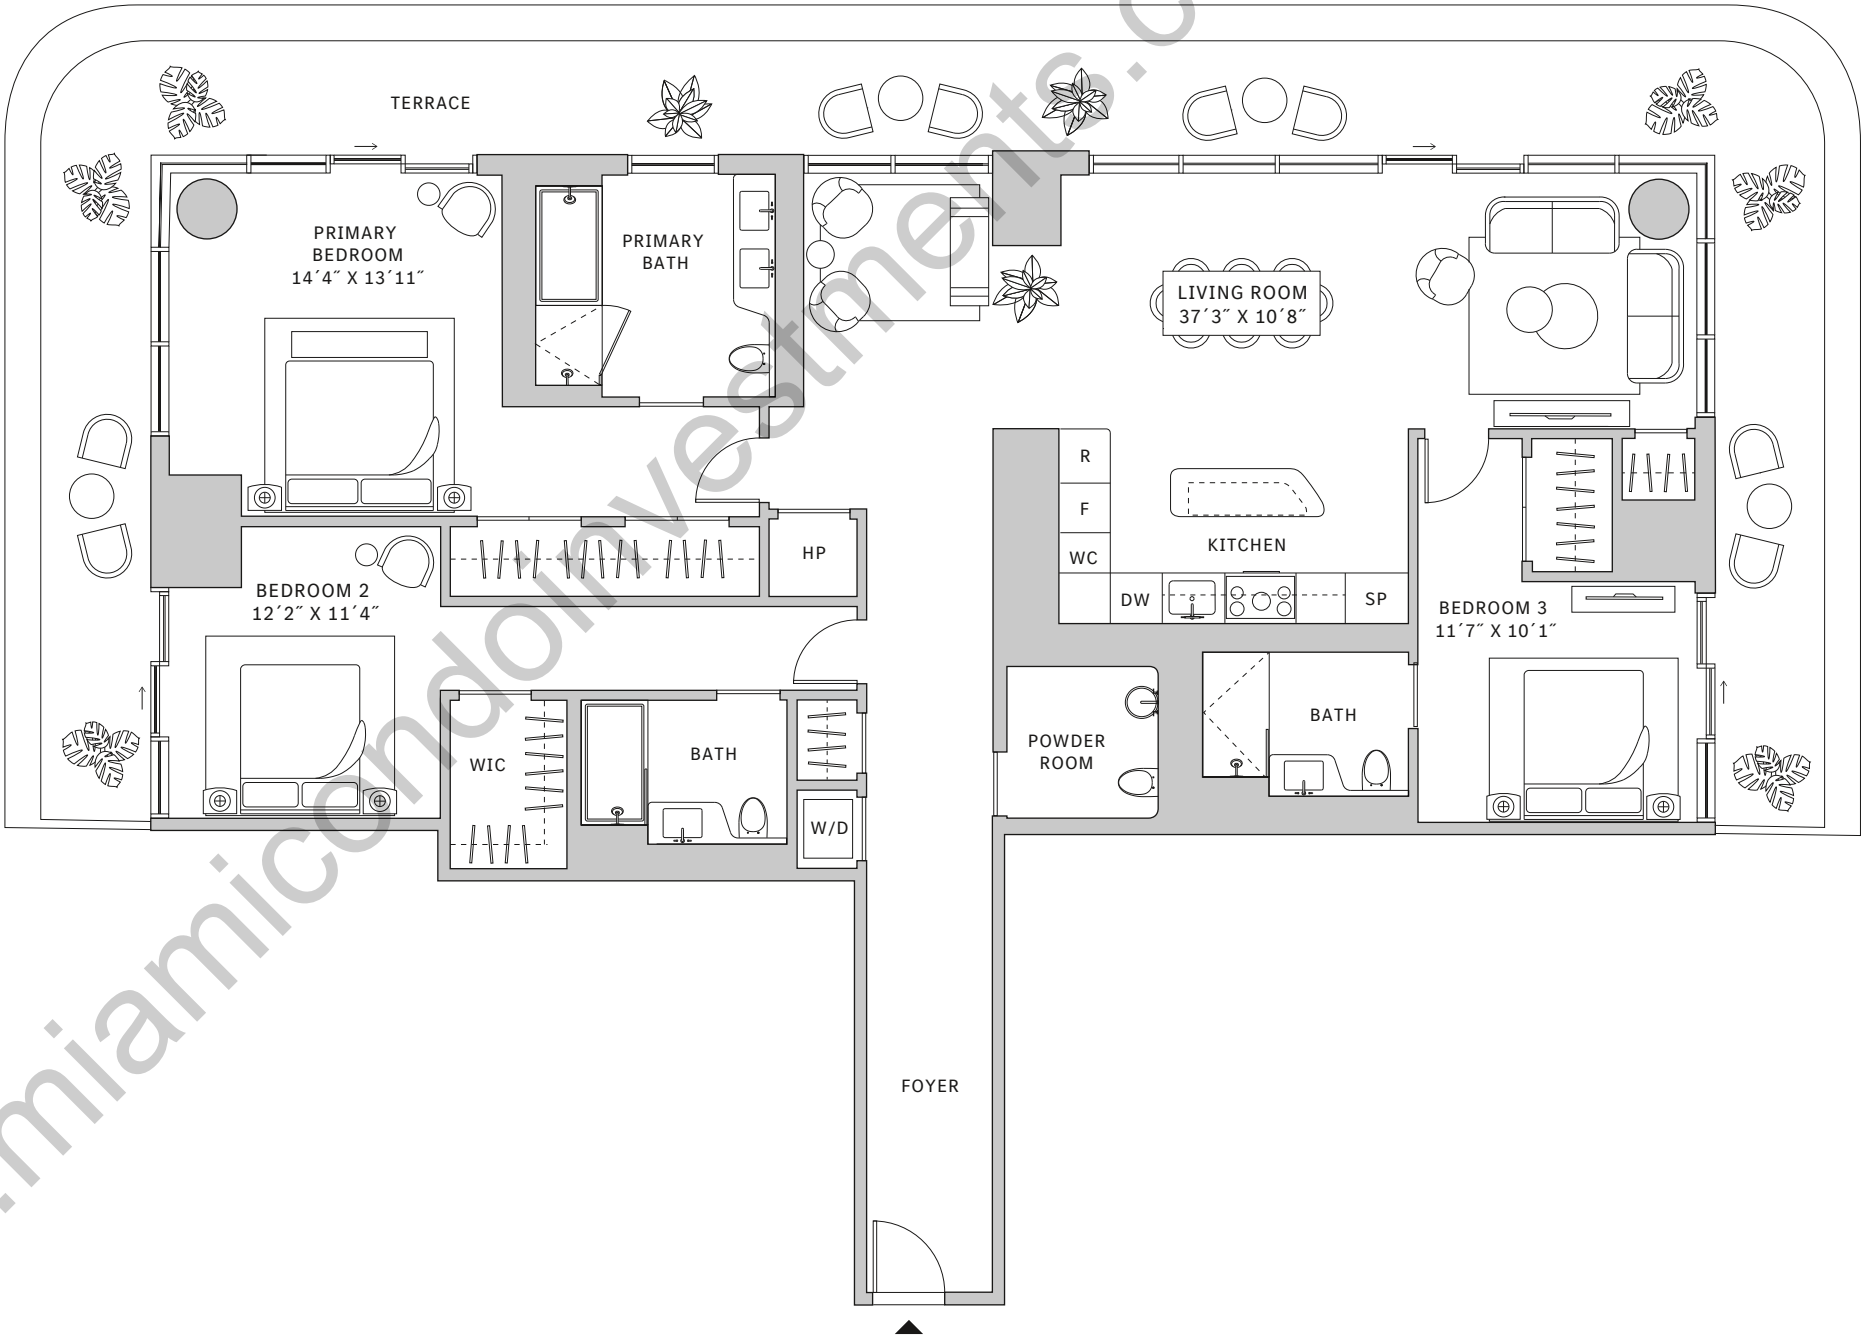 TERRACE
PRIMARY
BEDROOM
14´4˝ X 13´11˝
PRIMARY
BATH
LIVING ROOM
37´3˝ X 10´8˝
R
F
WC
KITCHEN
DW
SP
HP
BEDROOM 2
12´2˝ X 11´4˝
BEDROOM 3
11´7˝ X 10´1˝
WIC
BATH
W/D
POWDER
ROOM
BATH
FOYER
.miamicondoinvestments.c